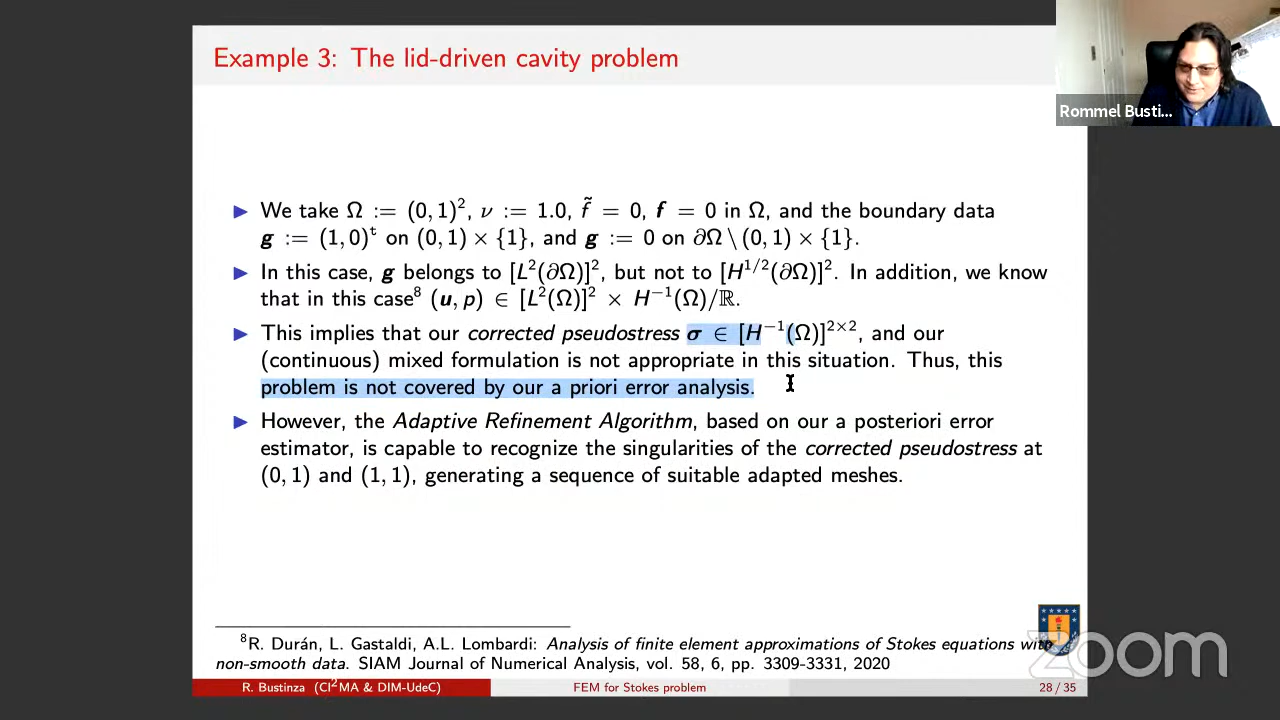 Example 3: The lid-driven cavity problem
Rommel Busti...
▶ We take Ω := (0, 1)², ν := 1.0, f̃ = 0, f = 0 in Ω, and the boundary data
g := (1, 0)ᵗ on (0, 1) × {1}, and g := 0 on ∂Ω \ (0, 1) × {1}.
▶ In this case, g belongs to [L²(∂Ω)]², but not to [H^{1/2}(∂Ω)]². In addition, we know
that in this case⁸ (u, p) ∈ [L²(Ω)]² × H⁻¹(Ω)/ℝ.
▶ This implies that our corrected pseudostress σ ∈ [H⁻¹(Ω)]^{2×2}, and our
(continuous) mixed formulation is not appropriate in this situation. Thus, this
problem is not covered by our a priori error analysis.
▶ However, the Adaptive Refinement Algorithm, based on our a posteriori error
estimator, is capable to recognize the singularities of the corrected pseudostress at
(0, 1) and (1, 1), generating a sequence of suitable adapted meshes.
⁸R. Durán, L. Gastaldi, A.L. Lombardi: Analysis of finite element approximations of Stokes equations with
non-smooth data. SIAM Journal of Numerical Analysis, vol. 58, 6, pp. 3309-3331, 2020
zoom
R. Bustinza (CI²MA & DIM-UdeC) FEM for Stokes problem 28 / 35